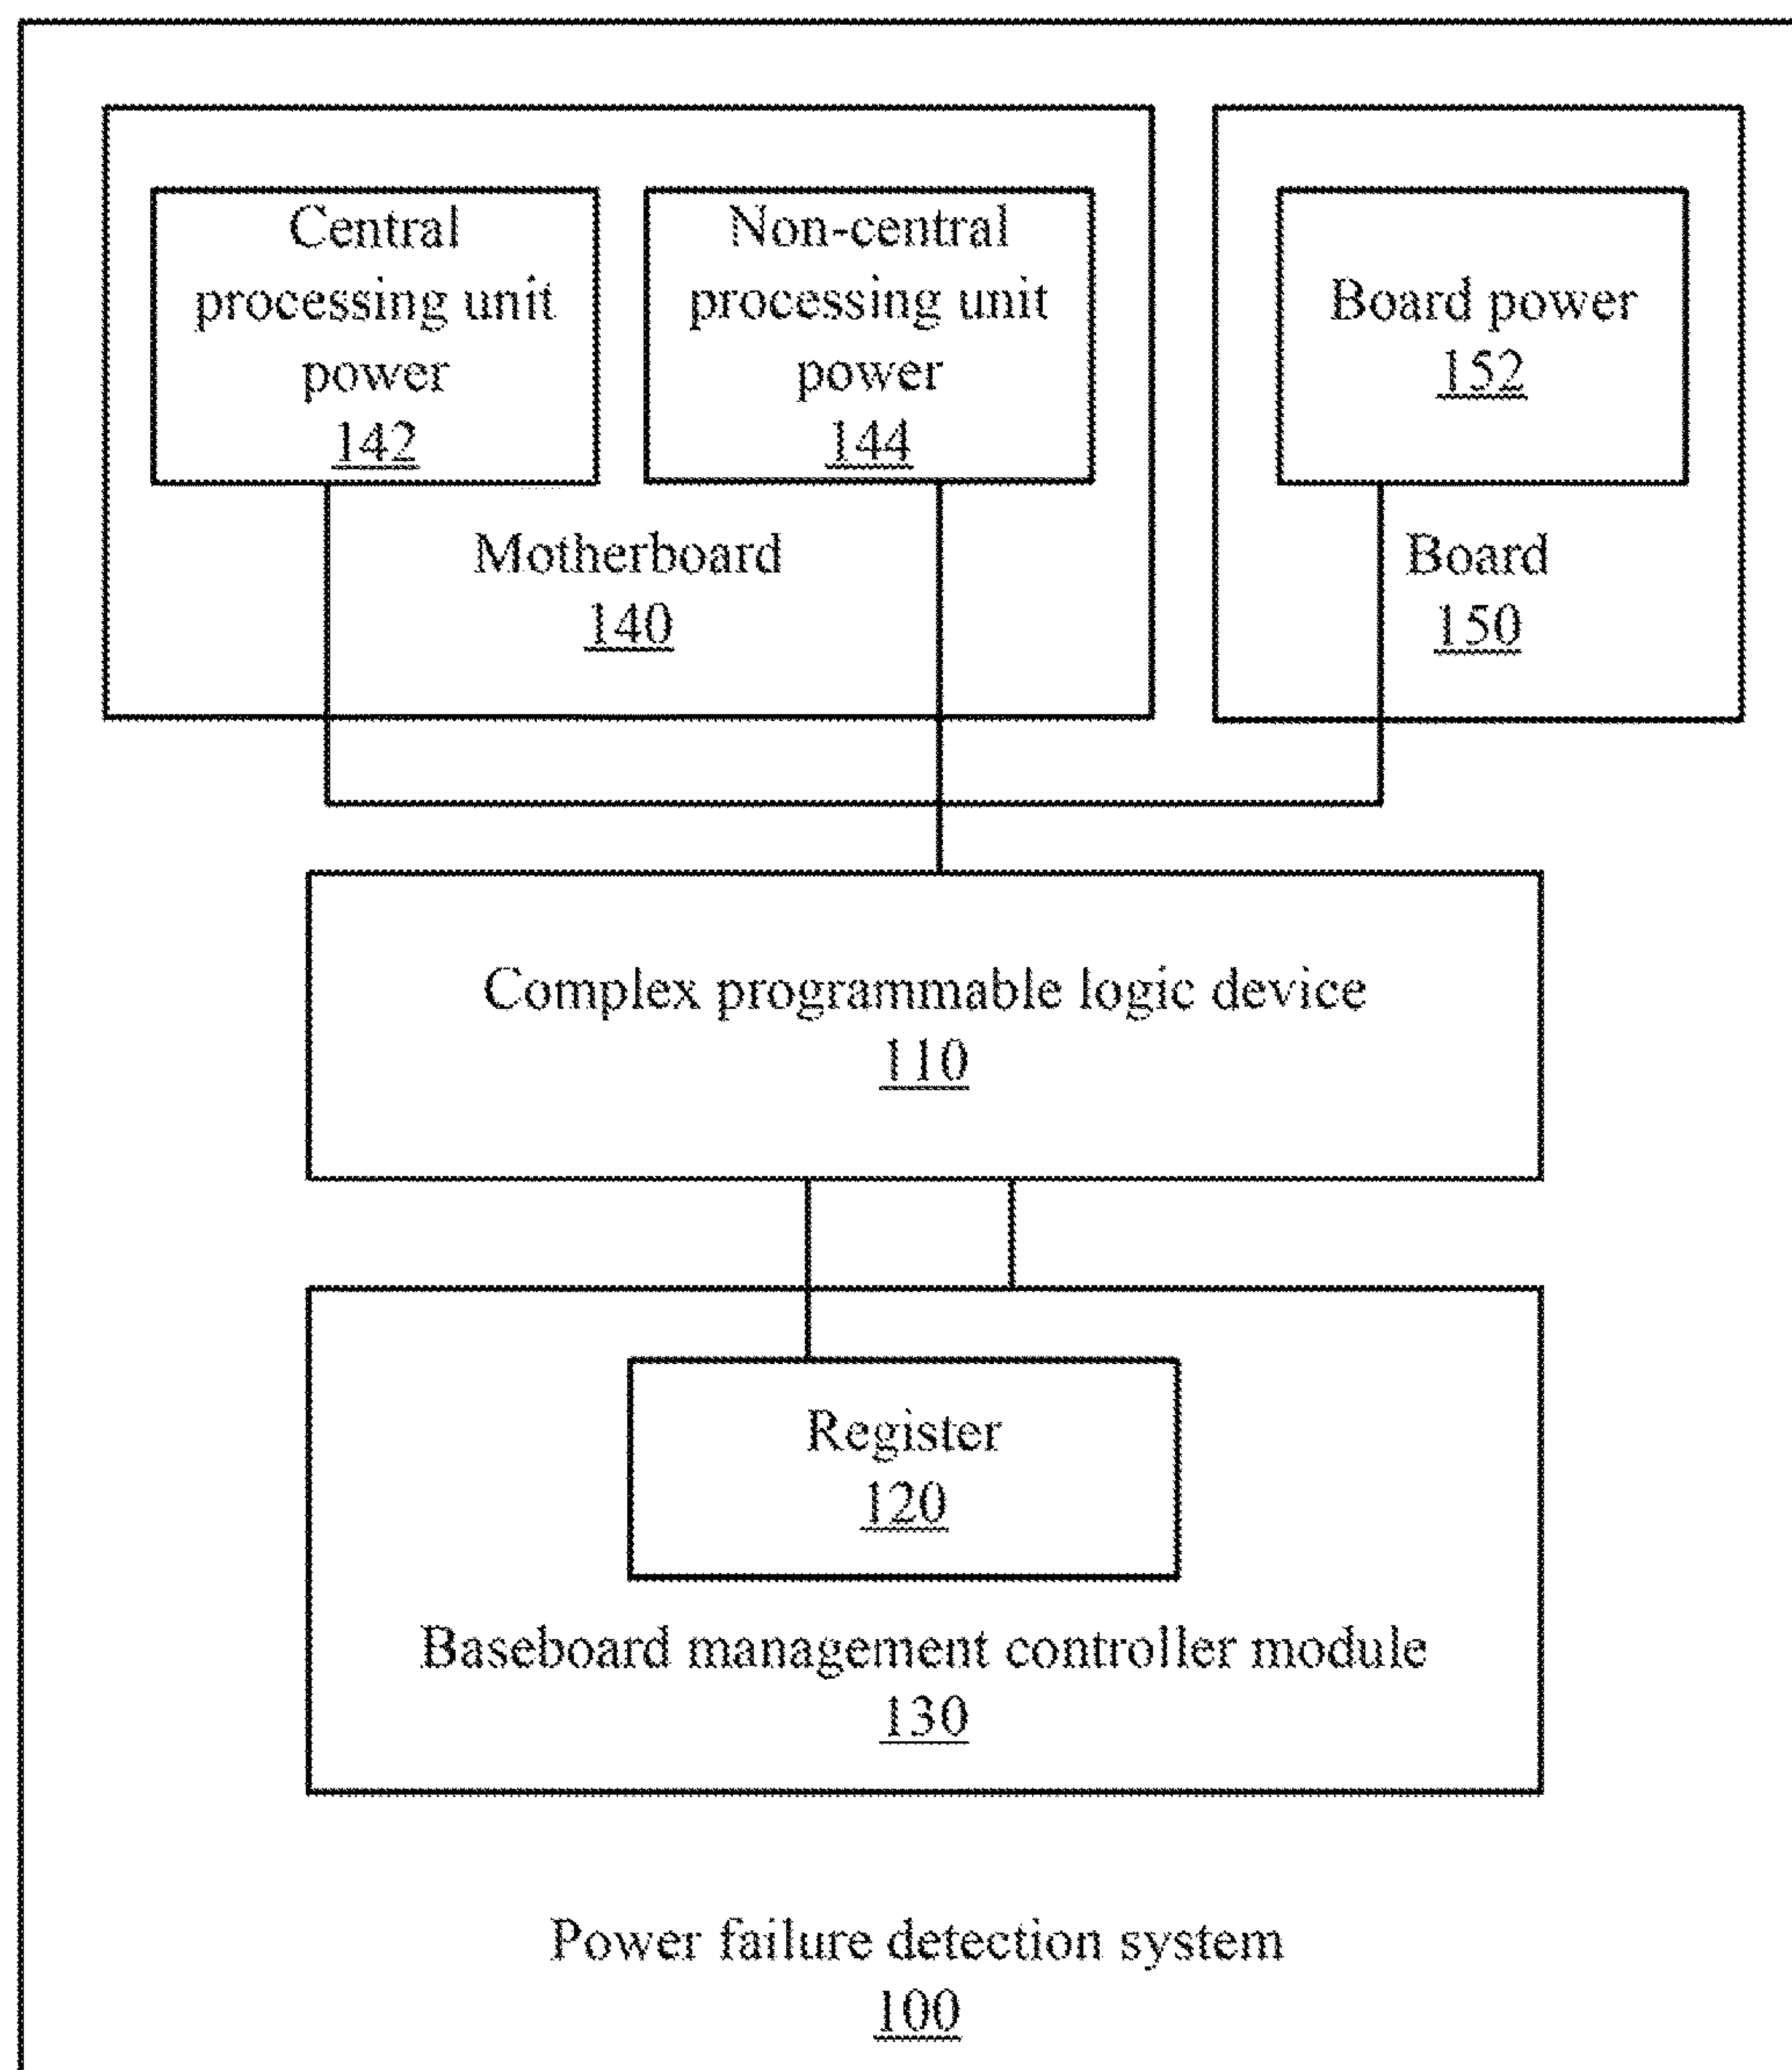 Central
processing unit
power
142
Non-central
processing unit
power
144
Motherboard
140
Board power
152
Board
150
Complex programmable logic device
110
Register
120
Baseboard management controller module
130
Power failure detection system
100